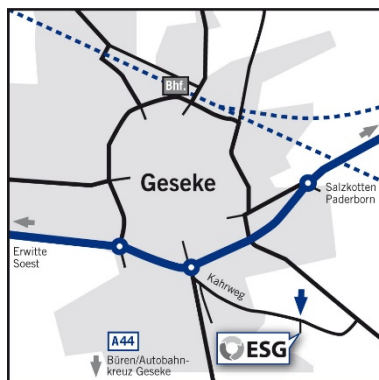 Bhf.
Geseke
Salzkotten
Paderborn
Erwitte
Soest
Kahrweg
A44
ESG
Büren/Autobahn-
kreuz Geseke